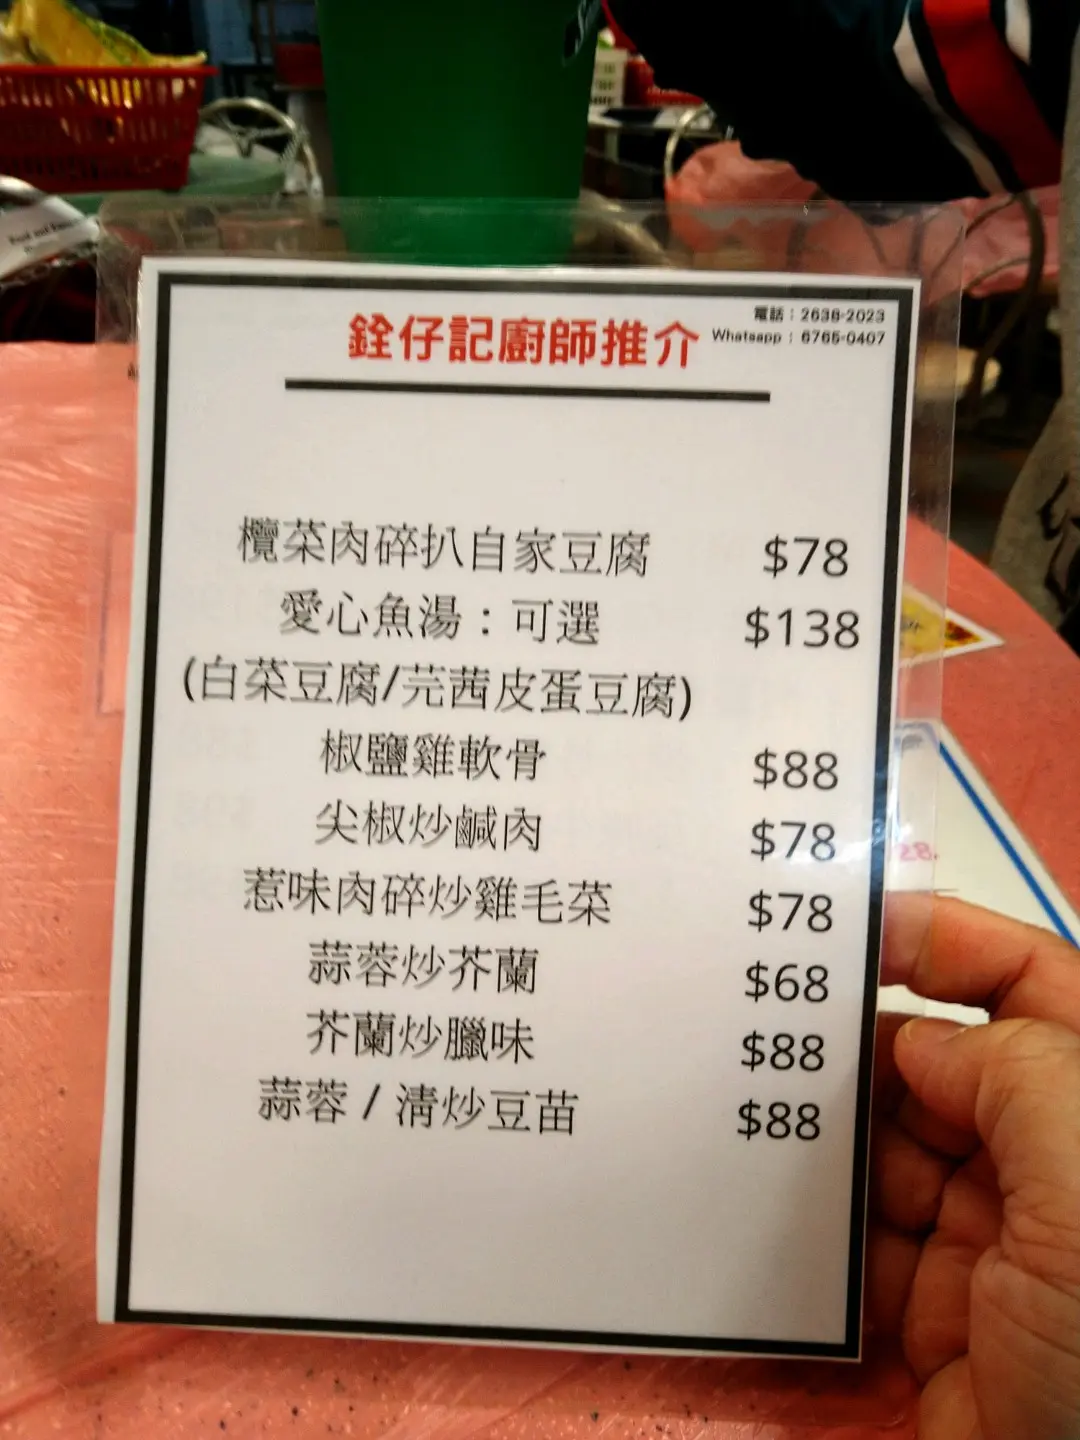 銓仔記廚師推介
電話：2638-2023
Whatsapp：6765-0407
欖菜肉碎扒自家豆腐 $78
愛心魚湯：可選 $138
(白菜豆腐/芫茜皮蛋豆腐)
椒鹽雞軟骨 $88
尖椒炒鹹肉 $78
惹味肉碎炒雞毛菜 $78
蒜蓉炒芥蘭 $68
芥蘭炒臘味 $88
蒜蓉 / 清炒豆苗 $88
28.